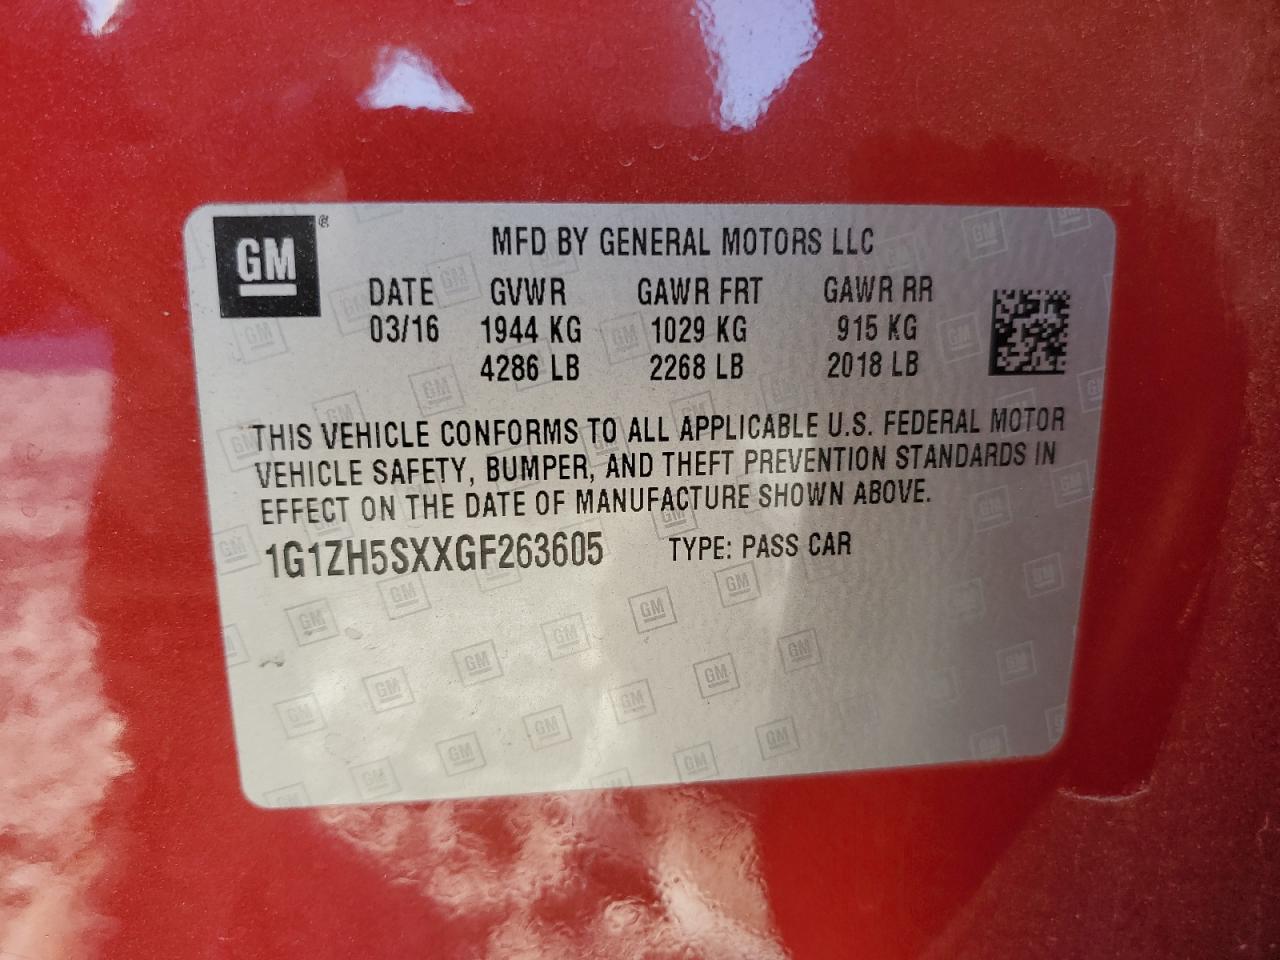 GM ®
MFD BY GENERAL MOTORS LLC
DATE GVWR GAWR FRT GAWR RR
03/16 1944 KG 1029 KG 915 KG
4286 LB 2268 LB 2018 LB
THIS VEHICLE CONFORMS TO ALL APPLICABLE U.S. FEDERAL MOTOR
VEHICLE SAFETY, BUMPER, AND THEFT PREVENTION STANDARDS IN
EFFECT ON THE DATE OF MANUFACTURE SHOWN ABOVE.
1G1ZH5SXXGF263605 TYPE: PASS CAR